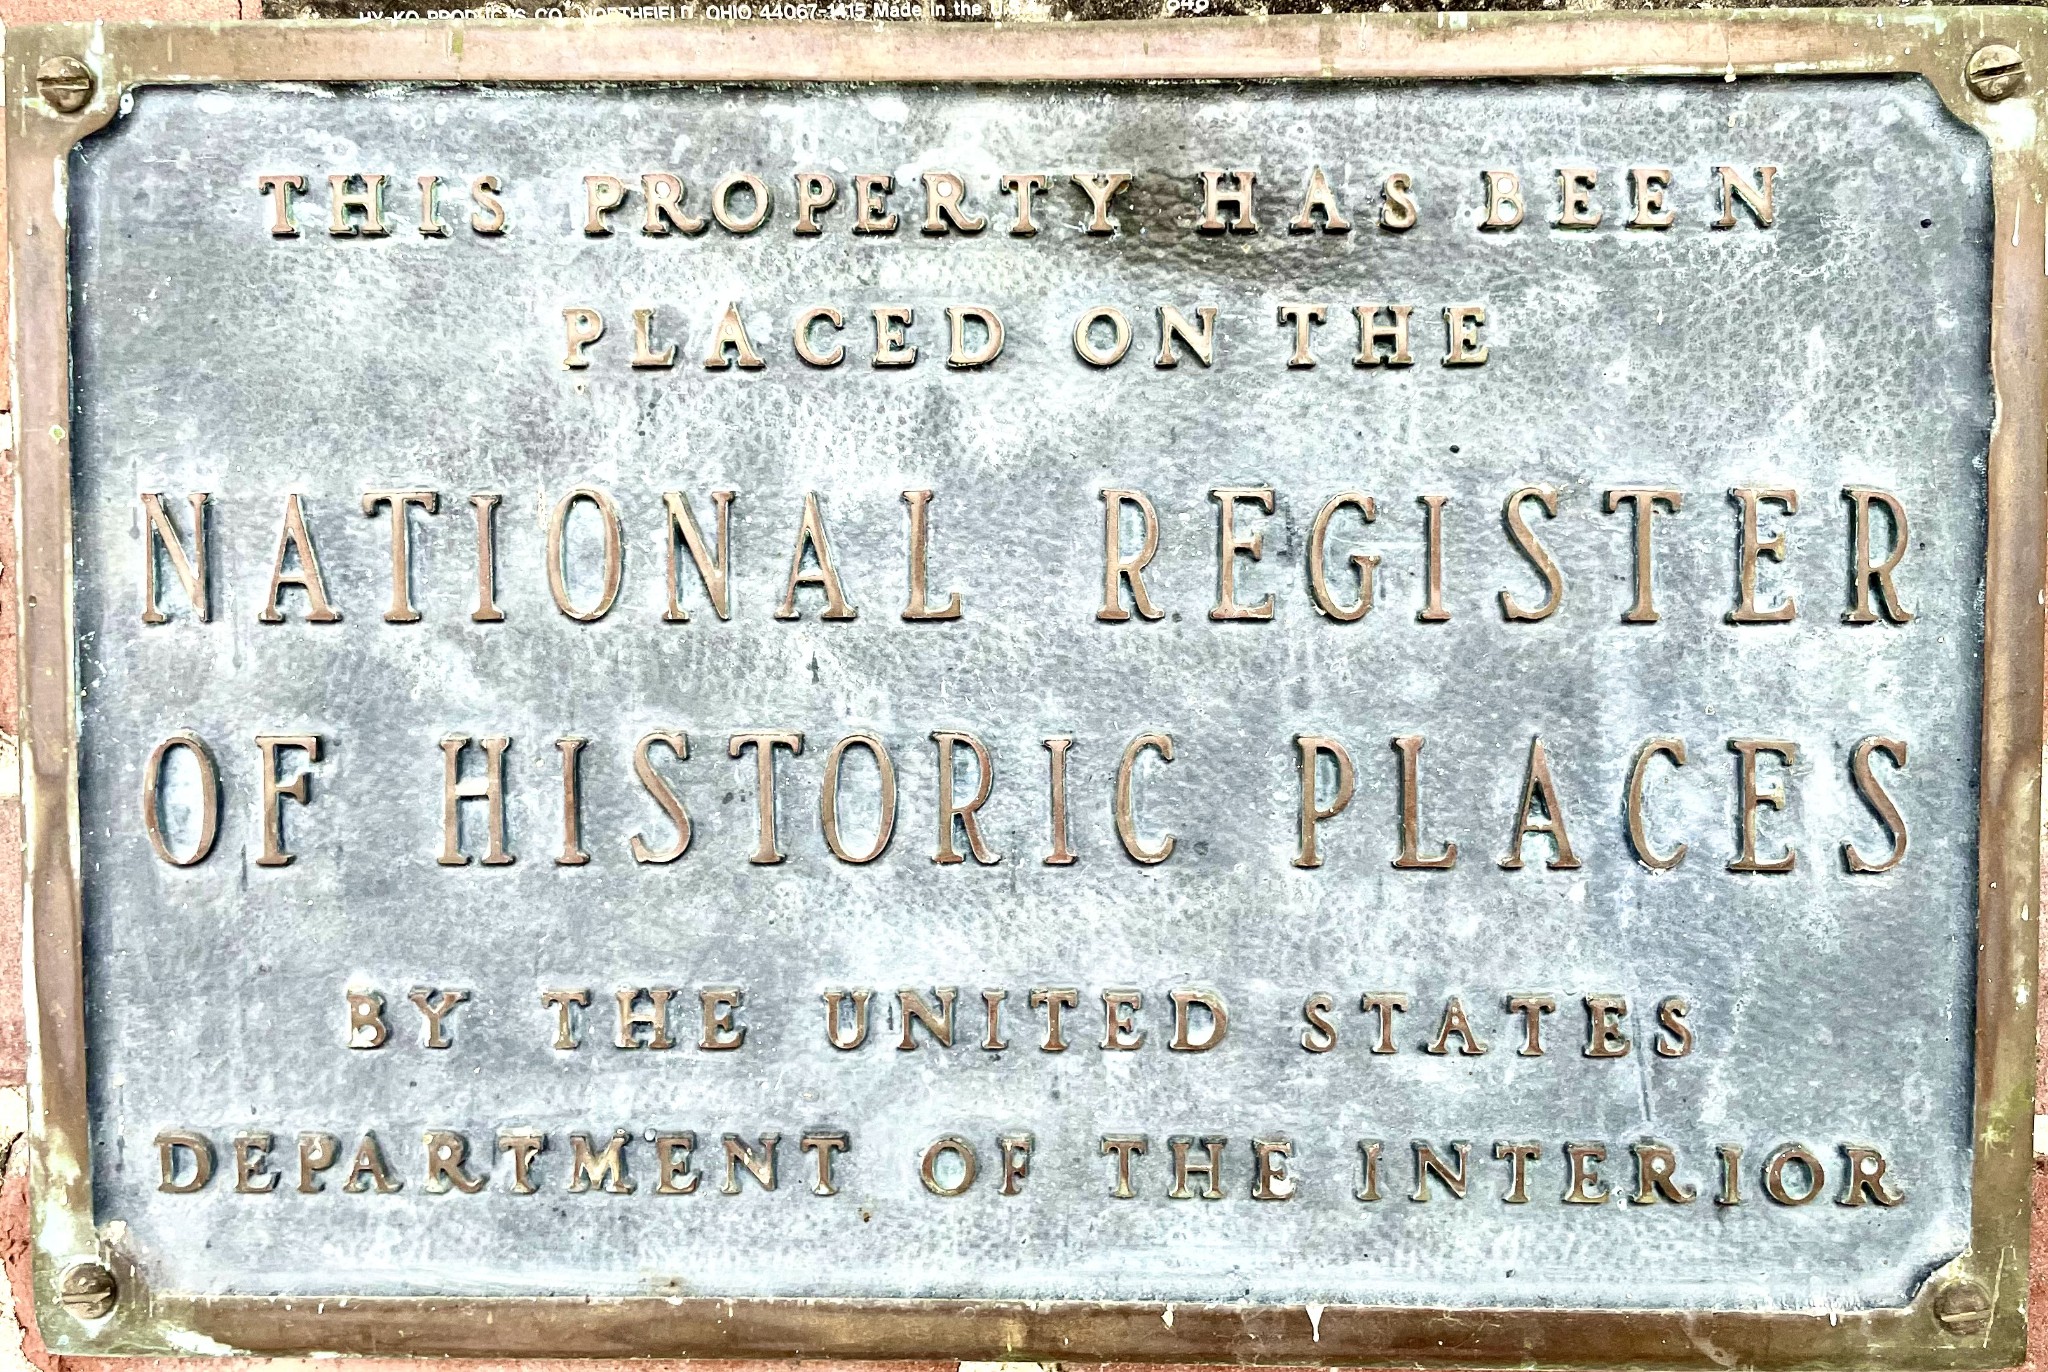 HY-KO PRODUCTS CO., NORTHFIELD, OHIO 44067-1415 Made in the 848
THIS PROPERTY HAS BEEN
PLACED ON THE
NATIONAL REGISTER
OF HISTORIC PLACES
BY THE UNITED STATES
DEPARTMENT OF THE INTERIOR